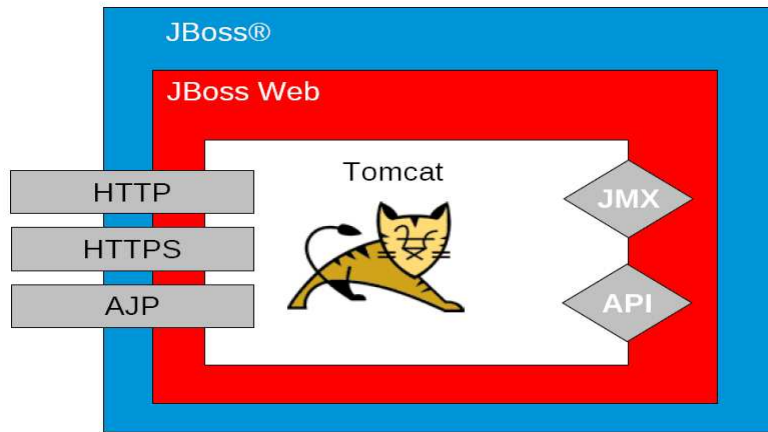 JBoss®
JBoss Web
Tomcat
HTTP
HTTPS
AJP
JMX
API